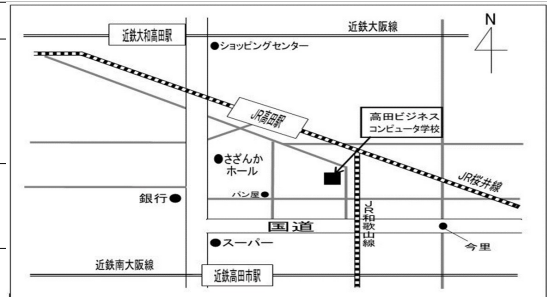 近鉄大阪線
N
近鉄大和高田駅
●ショッピングセンター
JR高田駅
高田ビジネス
コンピュータ学校
●さざんか
ホール
パン屋●
銀行●
JR桜井線
JR和歌山線
国道
●スーパー
今里
近鉄南大阪線
近鉄高田市駅